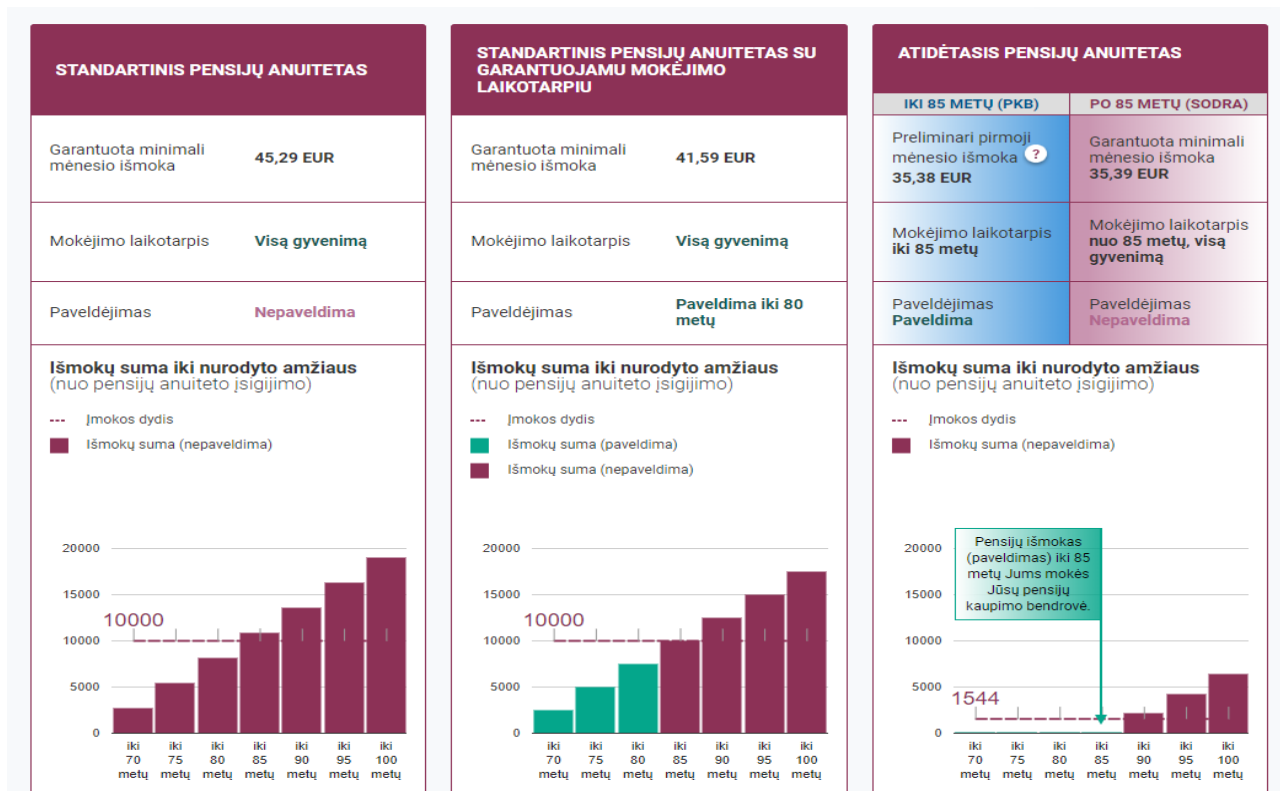 STANDARTINIS PENSIJŲ ANUITETAS
Garantuota minimali
mėnesio išmoka
45,29 EUR
Mokėjimo laikotarpis
Visą gyvenimą
Paveldėjimas
Nepaveldima
Išmokų suma iki nurodyto amžiaus
(nuo pensijų anuiteto įsigijimo)
Įmokos dydis
Išmokų suma (nepaveldima)
20000
15000
10000
10000
5000
0
iki
70
metų
iki
75
metų
iki
80
metų
iki
85
metų
iki
90
metų
iki
95
metų
iki
100
metų
STANDARTINIS PENSIJŲ ANUITETAS SU
GARANTUOJAMU MOKĖJIMO
LAIKOTARPIU
Garantuota minimali
mėnesio išmoka
41,59 EUR
Mokėjimo laikotarpis
Visą gyvenimą
Paveldėjimas
Paveldima iki 80
metų
Išmokų suma iki nurodyto amžiaus
(nuo pensijų anuiteto įsigijimo)
Įmokos dydis
Išmokų suma (paveldima)
Išmokų suma (nepaveldima)
20000
15000
10000
10000
5000
0
iki
70
metų
iki
75
metų
iki
80
metų
iki
85
metų
iki
90
metų
iki
95
metų
iki
100
metų
ATIDĖTASIS PENSIJŲ ANUITETAS
IKI 85 METŲ (PKB)
Preliminari pirmoji
mėnesio išmoka ?
35,38 EUR
Mokėjimo laikotarpis
iki 85 metų
Paveldėjimas
Paveldima
PO 85 METŲ (SODRA)
Garantuota minimali
mėnesio išmoka
35,39 EUR
Mokėjimo laikotarpis
nuo 85 metų, visą
gyvenimą
Paveldėjimas
Nepaveldima
Išmokų suma iki nurodyto amžiaus
(nuo pensijų anuiteto įsigijimo)
Įmokos dydis
Išmokų suma (nepaveldima)
Pensijų išmokas
(paveldimas) iki 85
metų Jums mokės
Jūsų pensijų
kaupimo bendrovė.
20000
15000
10000
5000
1544
0
iki
70
metų
iki
75
metų
iki
80
metų
iki
85
metų
iki
90
metų
iki
95
metų
iki
100
metų